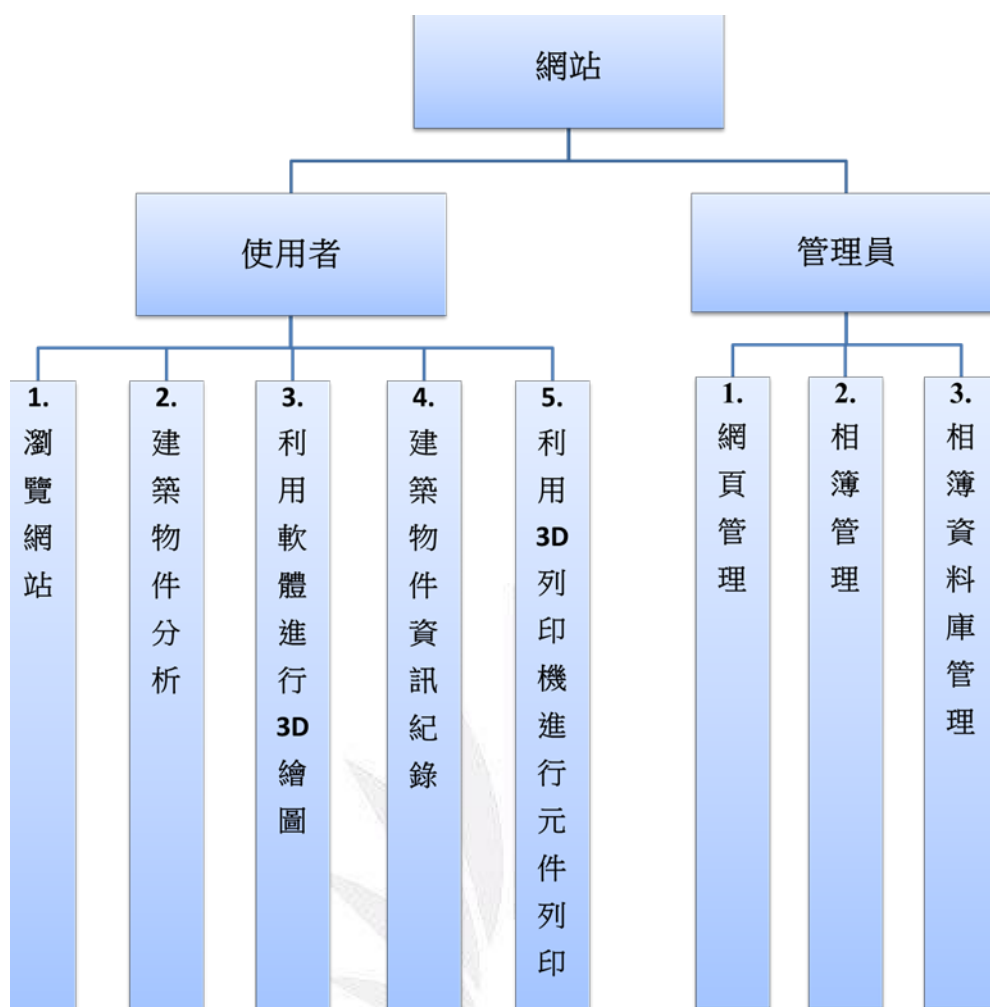 網站
使用者
管理員
1.
瀏覽網站
2.
建築物件分析
3.
利用軟體進行3D繪圖
4.
建築物件資訊紀錄
5.
利用3D列印機進行元件列印
1.
網頁管理
2.
相簿管理
3.
相簿資料庫管理